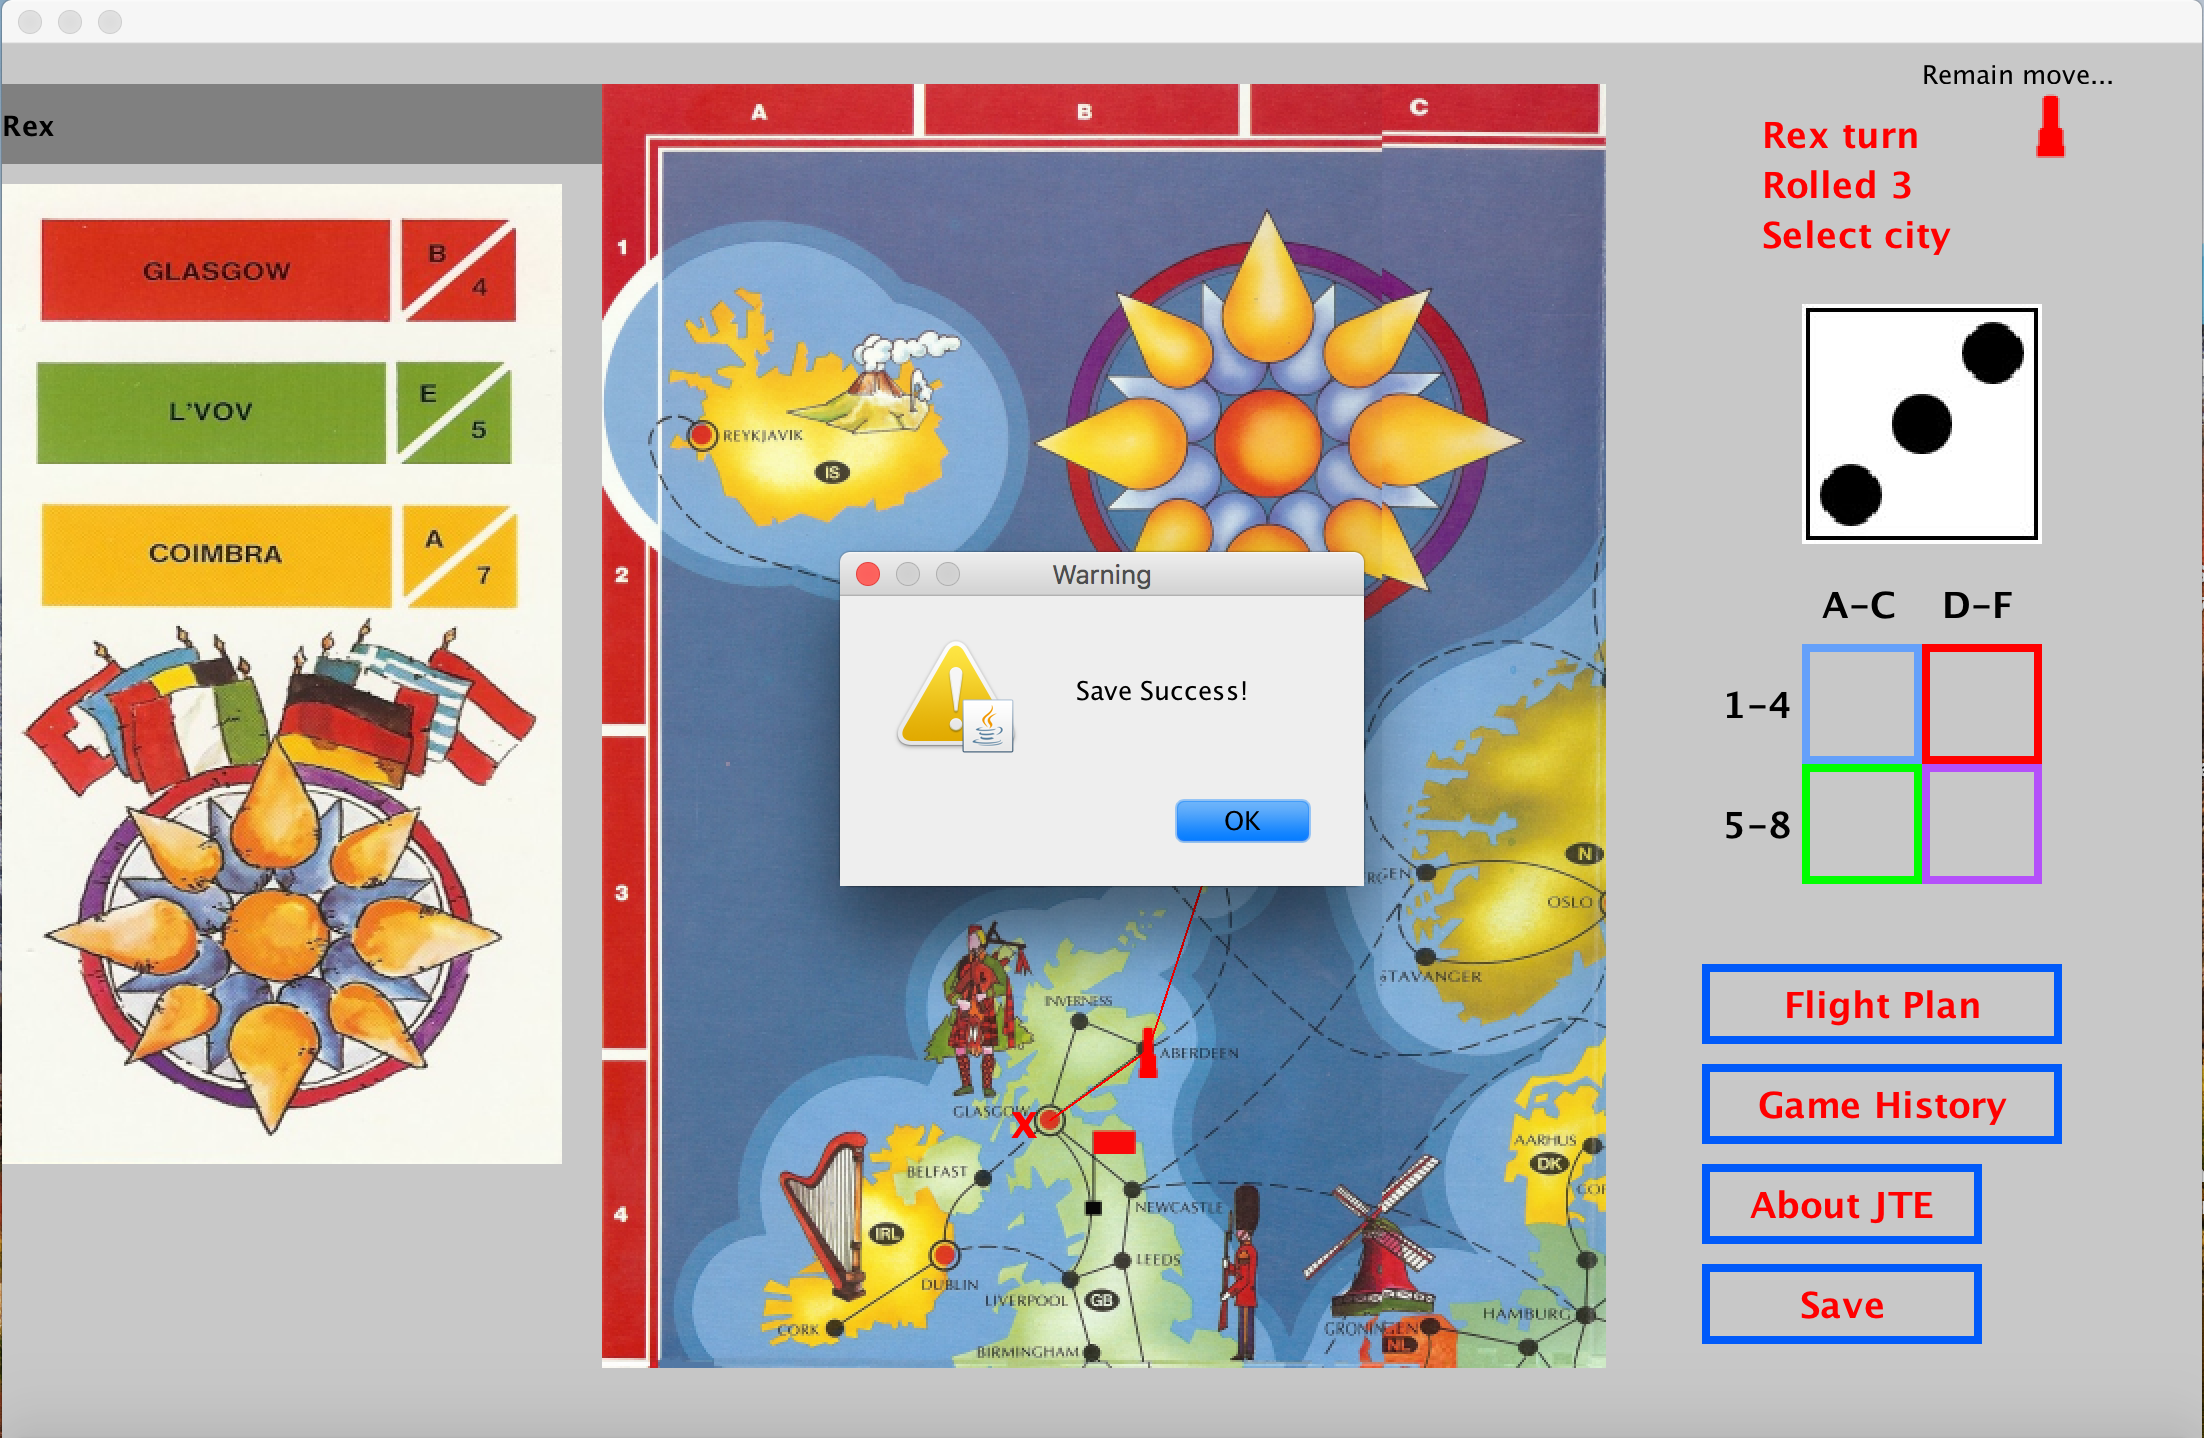 Remain move...
Rex
Rex turn
Rolled 3
Select city
GLASGOW
B
4
L'VOV
E
5
COIMBRA
A
7
A
B
C
1
2
3
4
REYKJAVIK
IS
Warning
Save Success!
OK
A-C
D-F
1-4
5-8
N
OSLO
STAVANGER
INVERNESS
ABERDEEN
GLASGOW
X
BELFAST
NEWCASTLE
IRL
DUBLIN
LEEDS
LIVERPOOL
GB
CORK
BIRMINGHAM
AARHUS
DK
HAMBURG
GRONINGEN
NL
Flight Plan
Game History
About JTE
Save